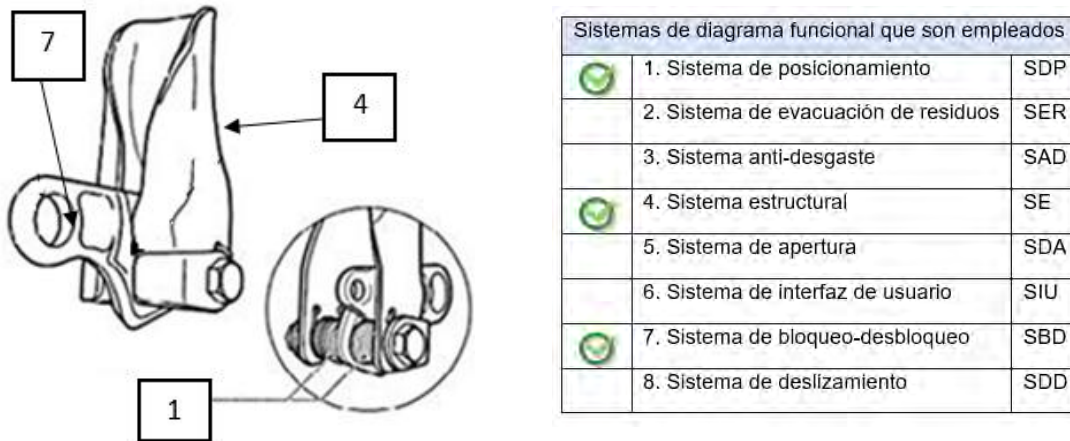 7
4
1
Sistemas de diagrama funcional que son empleados
1. Sistema de posicionamiento SDP
2. Sistema de evacuación de residuos SER
3. Sistema anti-desgaste SAD
4. Sistema estructural SE
5. Sistema de apertura SDA
6. Sistema de interfaz de usuario SIU
7. Sistema de bloqueo-desbloqueo SBD
8. Sistema de deslizamiento SDD